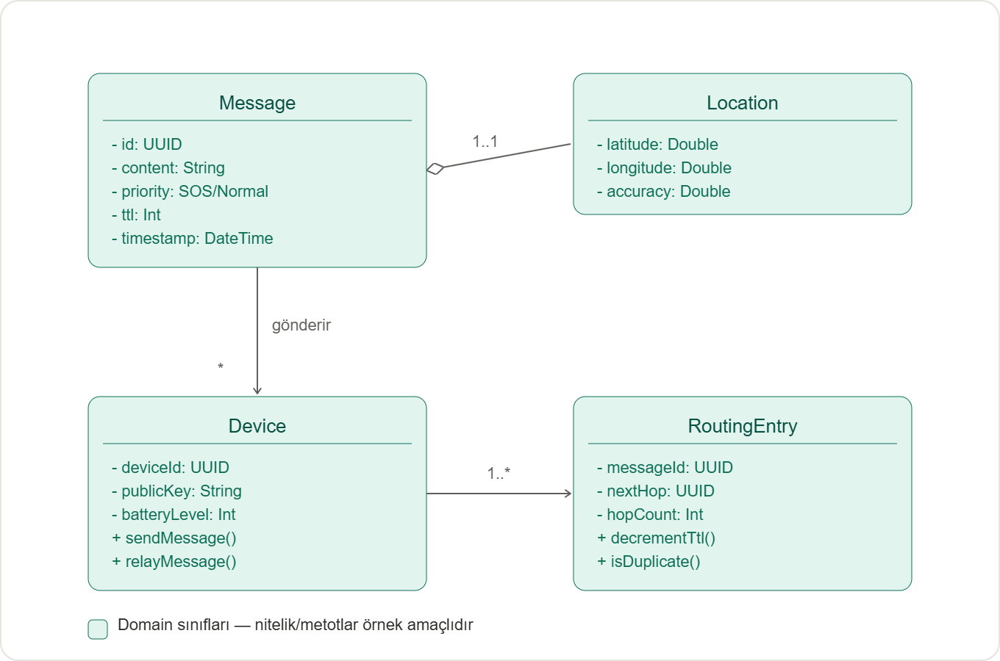 Message
- id: UUID
- content: String
- priority: SOS/Normal
- ttl: Int
- timestamp: DateTime
1..1
Location
- latitude: Double
- longitude: Double
- accuracy: Double
gönderir
*
Device
- deviceId: UUID
- publicKey: String
- batteryLevel: Int
+ sendMessage()
+ relayMessage()
1..*
RoutingEntry
- messageId: UUID
- nextHop: UUID
- hopCount: Int
+ decrementTtl()
+ isDuplicate()
Domain sınıfları — nitelik/metotlar örnek amaçlıdır